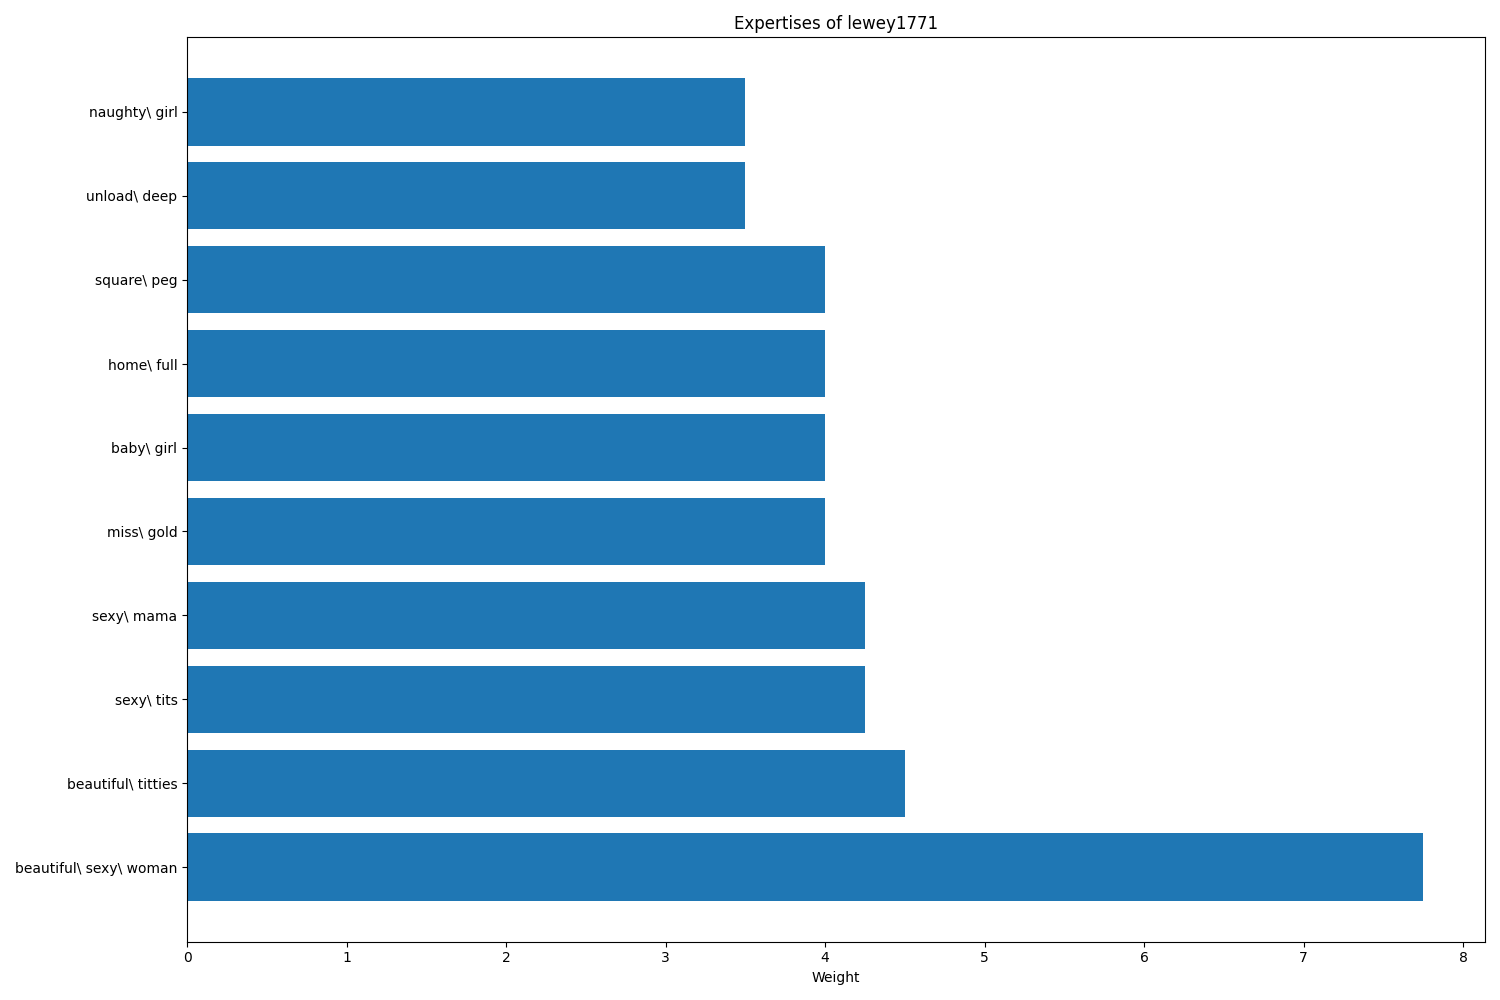 Expertises of lewey1771
naughty\ girl
unload\ deep
square\ peg
home\ full
baby\ girl
miss\ gold
sexy\ mama
sexy\ tits
beautiful\ titties
beautiful\ sexy\ woman
0 1 2 3 4 5 6 7 8
Weight